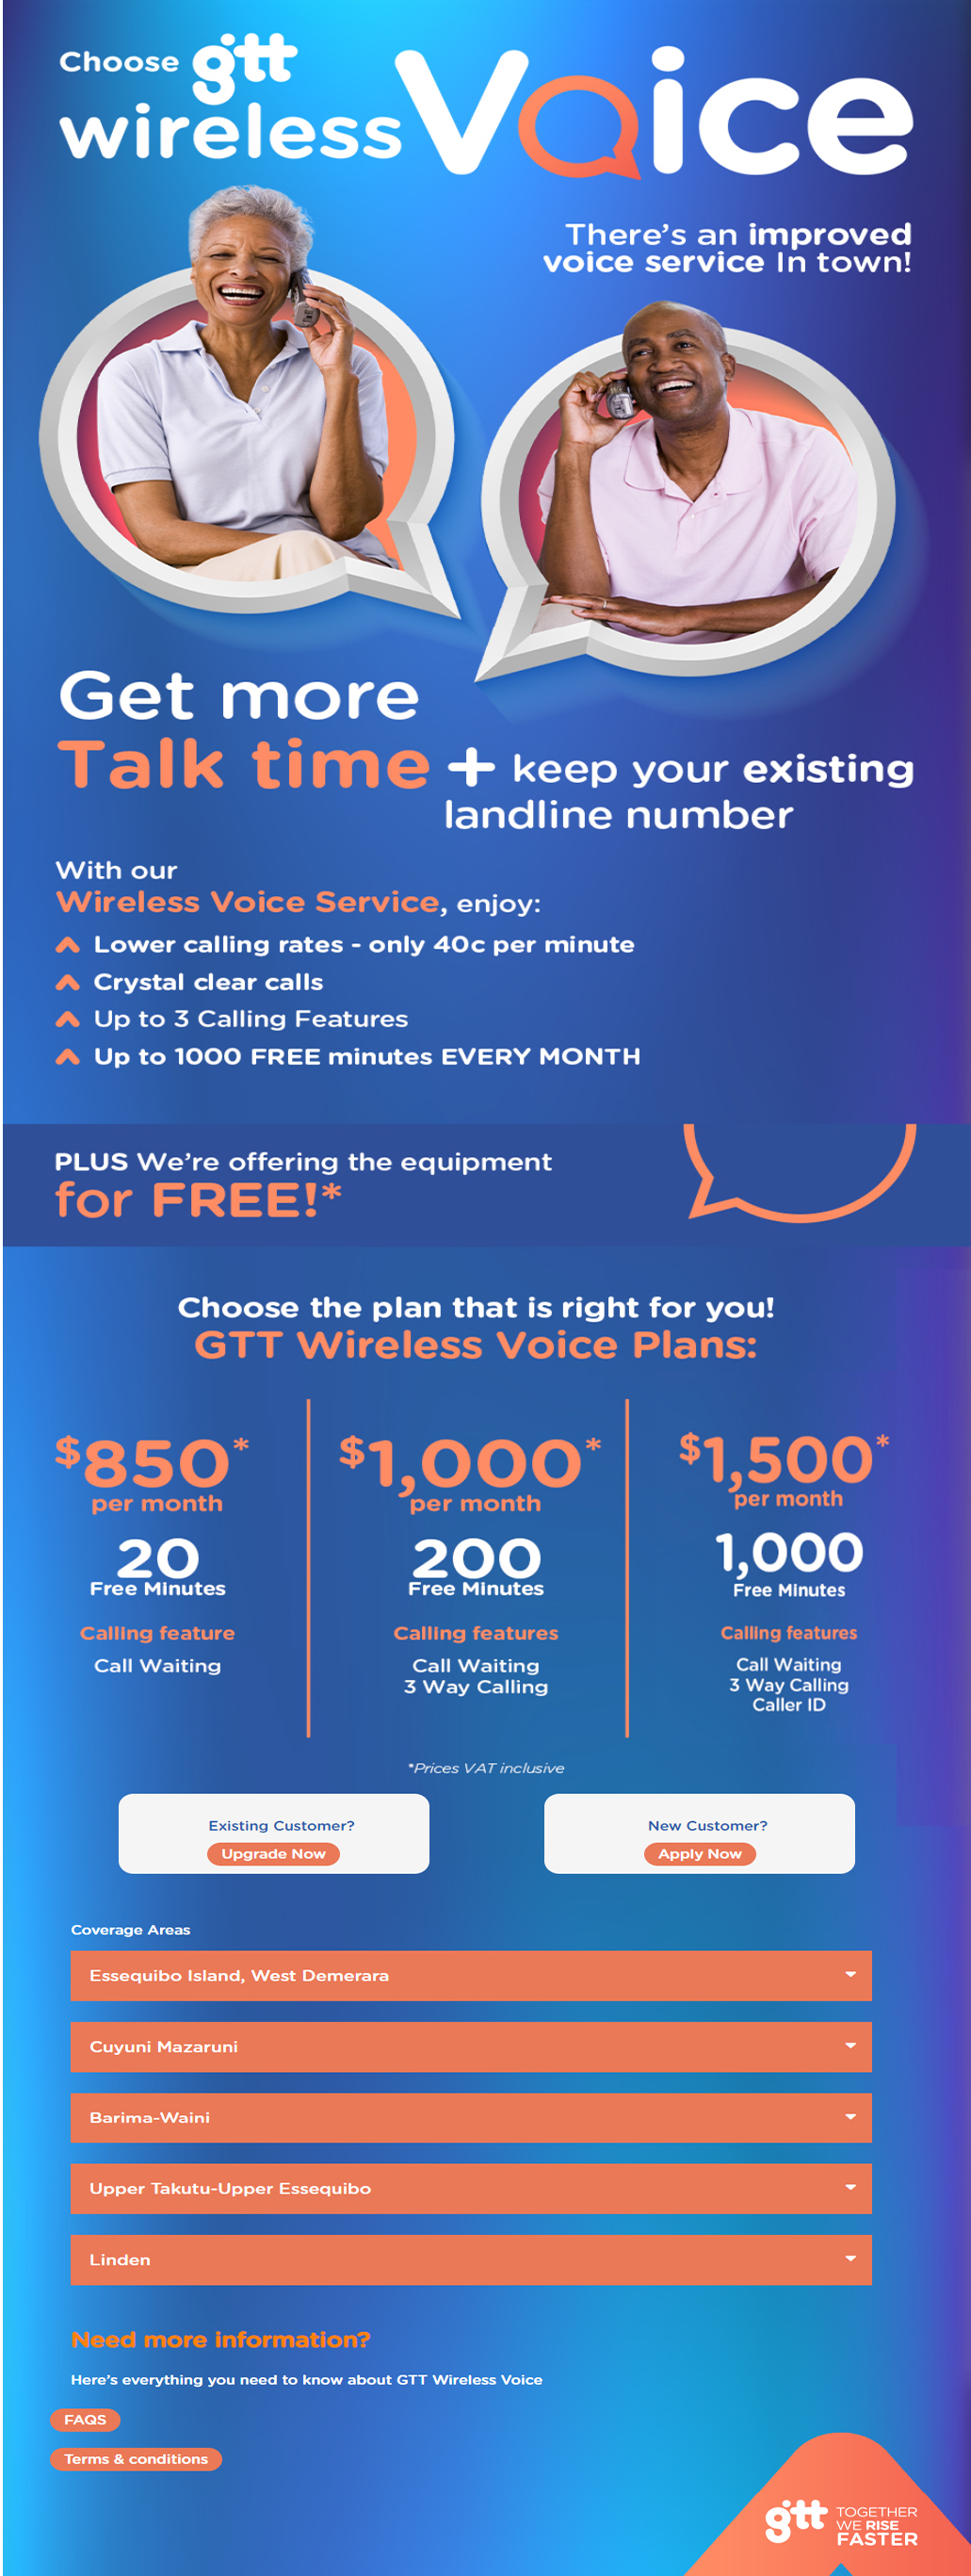 Choose gtt
wireless Voice
There's an improved
voice service In town!
Get more
Talk time + keep your existing
landline number
With our
Wireless Voice Service, enjoy:
Lower calling rates - only 40c per minute
Crystal clear calls
Up to 3 Calling Features
Up to 1000 FREE minutes EVERY MONTH
PLUS We're offering the equipment
for FREE!*
Choose the plan that is right for you!
GTT Wireless Voice Plans:
$850*
per month
20
Free Minutes
Calling feature
Call Waiting
$1,000*
per month
200
Free Minutes
Calling features
Call Waiting
3 Way Calling
$1,500*
per month
1,000
Free Minutes
Calling features
Call Waiting
3 Way Calling
Caller ID
*Prices VAT inclusive
Existing Customer?
Upgrade Now
New Customer?
Apply Now
Coverage Areas
Essequibo Island, West Demerara
Cuyuni Mazaruni
Barima-Waini
Upper Takutu-Upper Essequibo
Linden
Need more information?
Here's everything you need to know about GTT Wireless Voice
FAQS
Terms & conditions
gtt TOGETHER
WE RISE
FASTER